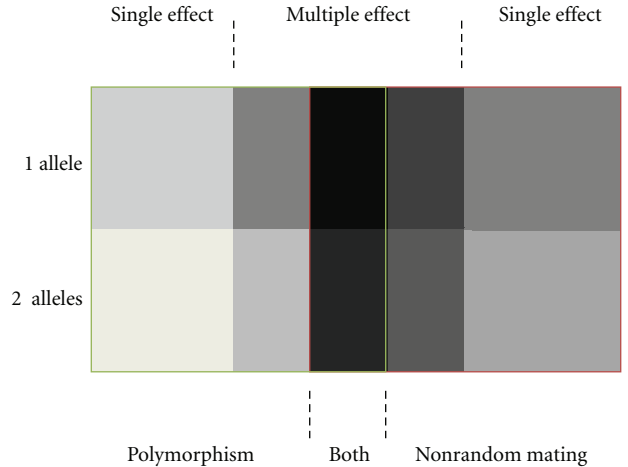 Single effect Multiple effect Single effect
1 allele
2 alleles
Polymorphism Both Nonrandom mating